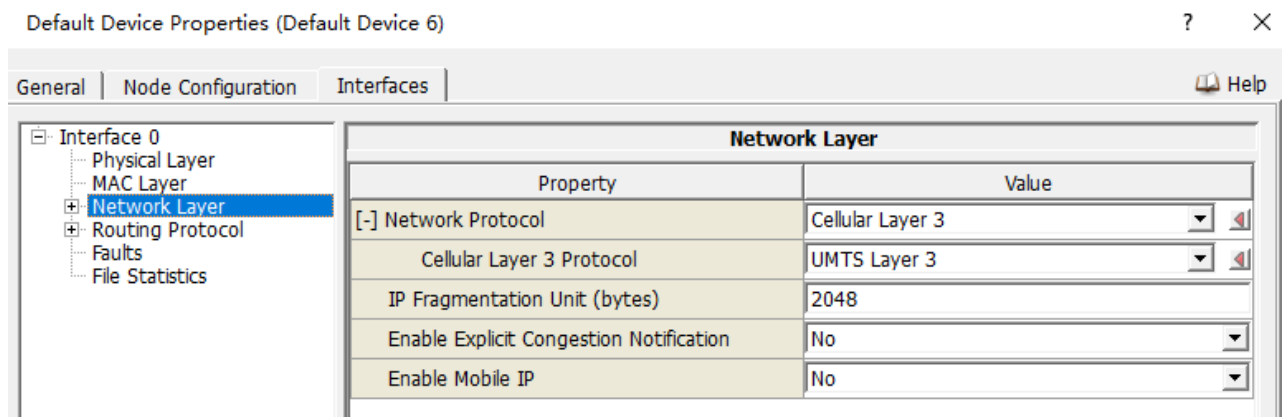 Default Device Properties (Default Device 6) ?
General Node Configuration Interfaces Help
Interface 0
Physical Layer
MAC Layer
Network Layer
Routing Protocol
Faults
File Statistics
Network Layer
Property Value
[-] Network Protocol Cellular Layer 3
Cellular Layer 3 Protocol UMTS Layer 3
IP Fragmentation Unit (bytes) 2048
Enable Explicit Congestion Notification No
Enable Mobile IP No